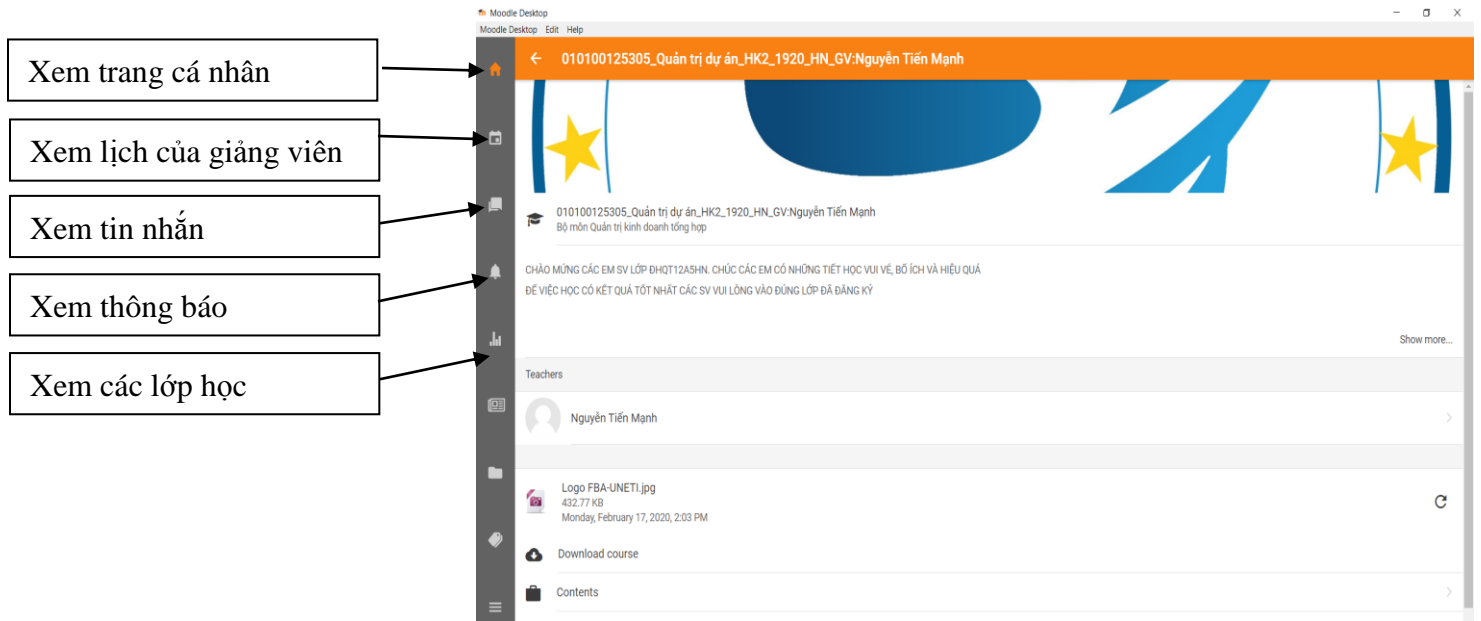 Moodle Desktop
Moodle Desktop Edit Help
Xem trang cá nhân
Xem lịch của giảng viên
Xem tin nhắn
Xem thông báo
Xem các lớp học
010100125305_Quản trị dự án_HK2_1920_HN_GV:Nguyễn Tiến Mạnh
010100125305_Quản trị dự án_HK2_1920_HN_GV:Nguyễn Tiến Mạnh
Bộ môn Quản trị kinh doanh tổng hợp
CHÀO MỪNG CÁC EM SV LỚP ĐHQT12A5HN. CHÚC CÁC EM CÓ NHỮNG TIẾT HỌC VUI VẺ, BỔ ÍCH VÀ HIỆU QUẢ
ĐỂ VIỆC HỌC CÓ KẾT QUẢ TỐT NHẤT CÁC SV VUI LÒNG VÀO ĐÚNG LỚP ĐÃ ĐĂNG KÝ
Show more...
Teachers
Nguyễn Tiến Mạnh
Logo FBA-UNETI.jpg
432.77 KB
Monday, February 17, 2020, 2:03 PM
Download course
Contents